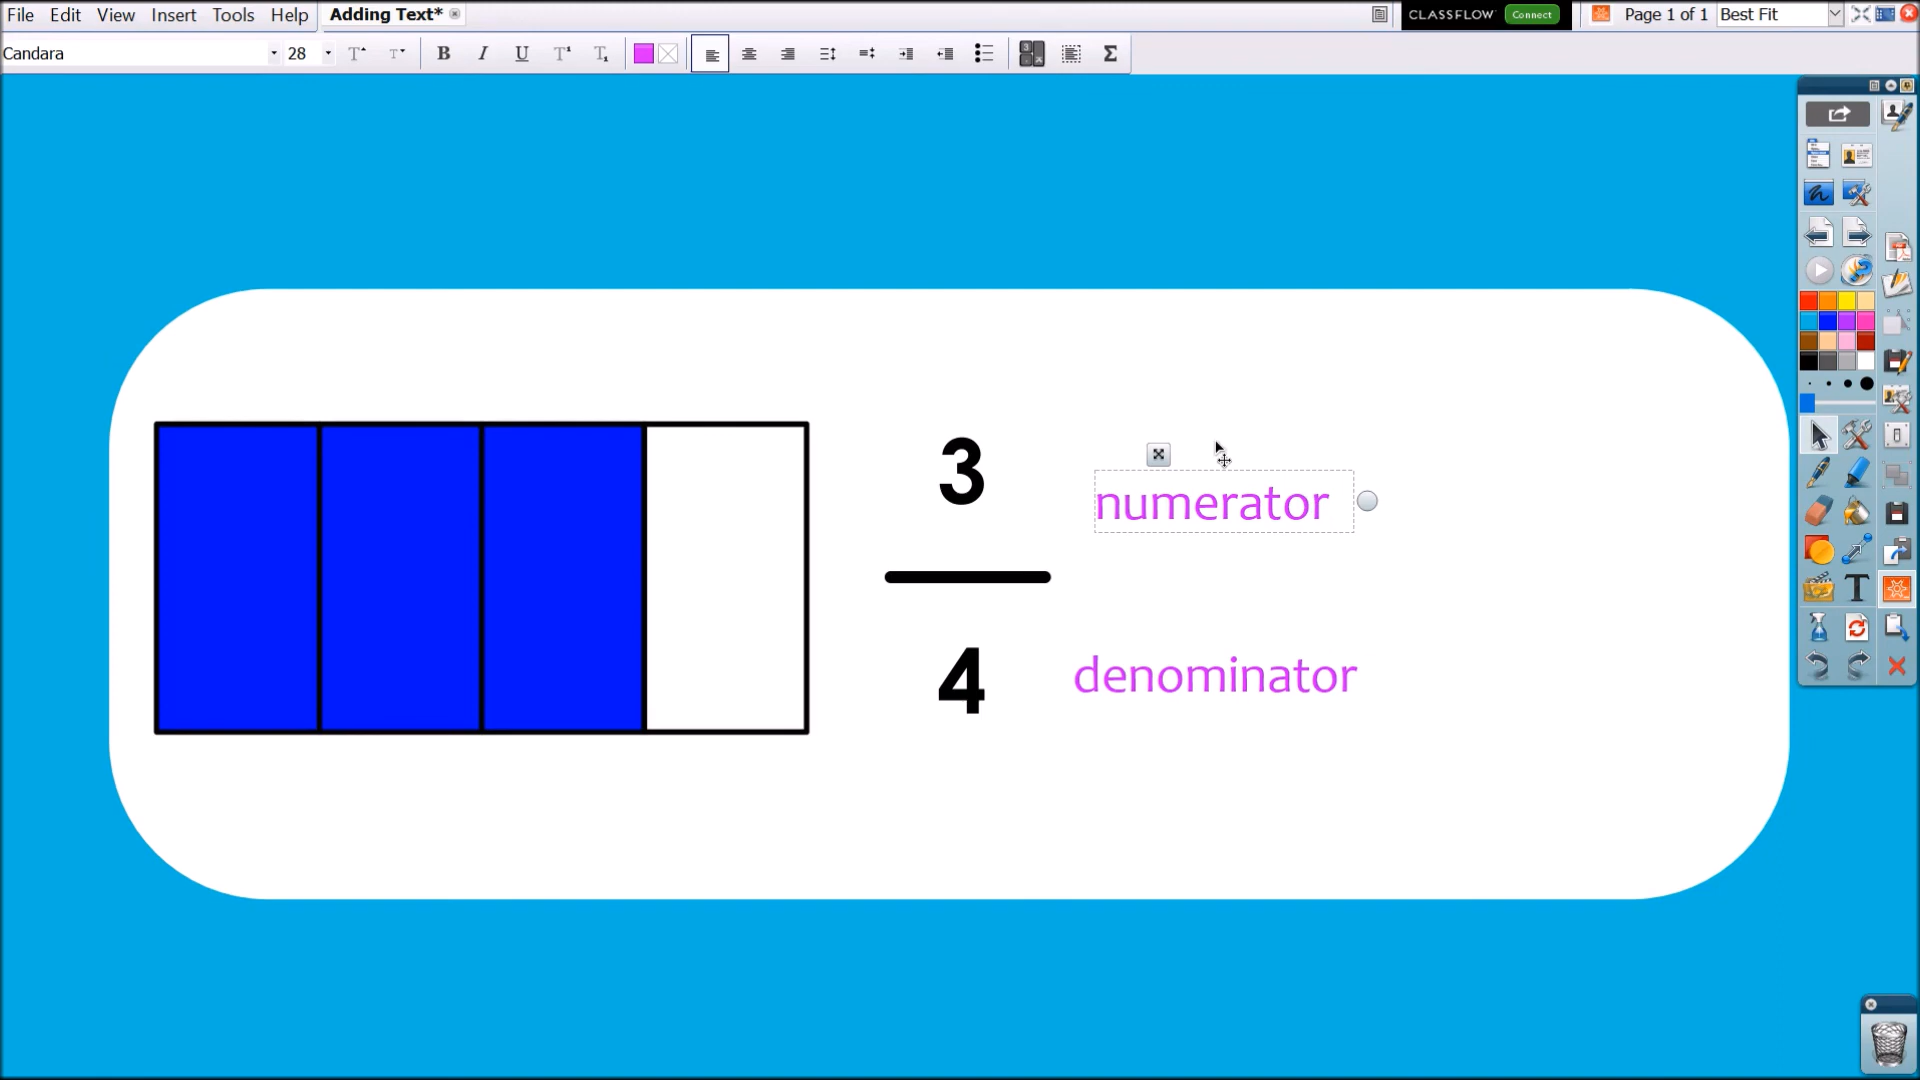 File Edit View Insert Tools Help Adding Text* CLASSFLOW Connect Page 1 of 1 Best Fit
Candara 28 B I U T T Σ
3 numerator
4 denominator
T